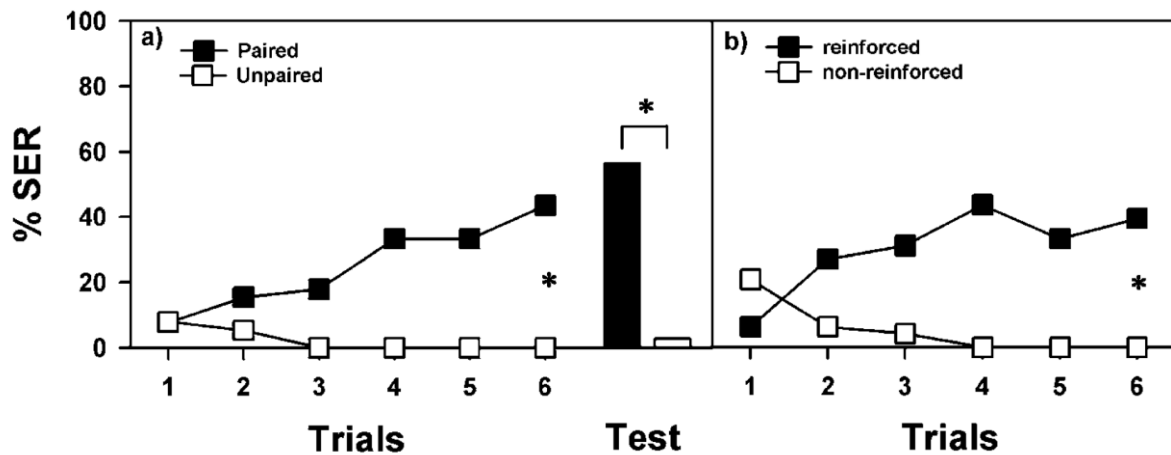 100
80
60
40
20
0
% SER
a)
Paired
Unpaired
*
*
1 2 3 4 5 6
Trials
Test
b)
reinforced
non-reinforced
*
1 2 3 4 5 6
Trials